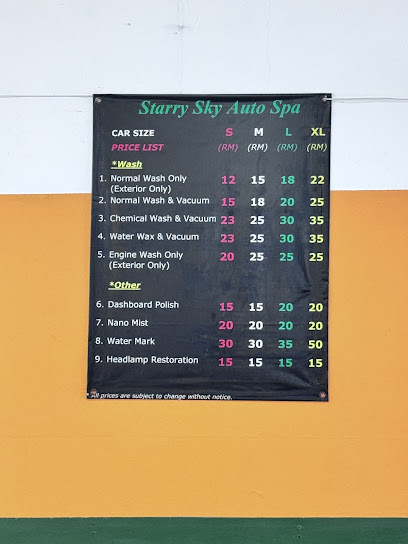 Starry Sky Auto Spa
CAR SIZE S M L XL
PRICE LIST (RM) (RM) (RM) (RM)
*Wash
1. Normal Wash Only 12 15 18 22
(Exterior Only)
2. Normal Wash & Vacuum 15 18 20 25
3. Chemical Wash & Vacuum 23 25 30 35
4. Water Wax & Vacuum 23 25 30 35
5. Engine Wash Only 20 25 25 25
(Exterior Only)
*Other
6. Dashboard Polish 15 15 20 20
7. Nano Mist 20 20 20 20
8. Water Mark 30 30 35 50
9. Headlamp Restoration 15 15 15 15
* All prices are subject to change without notice.